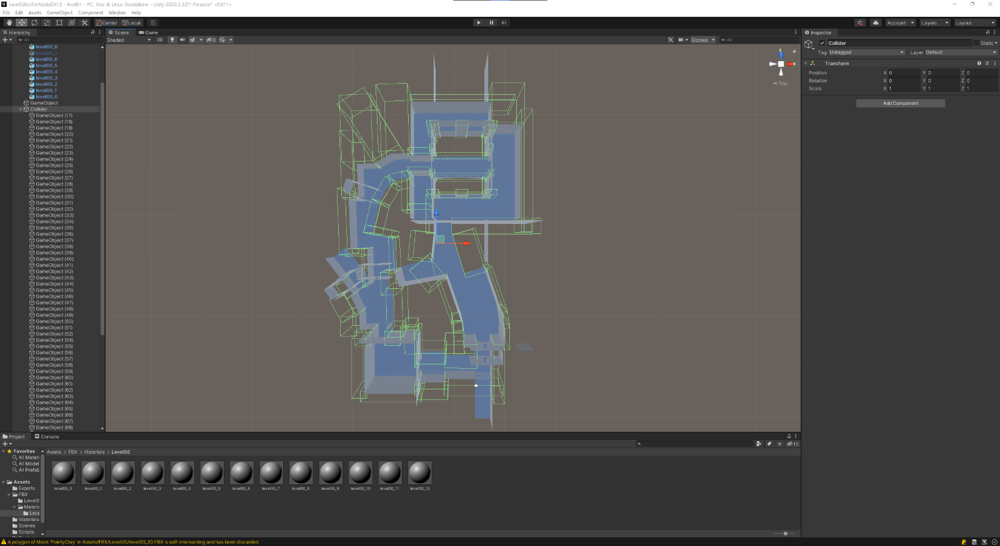 LevelEditorForMadoDX12 - level01 - PC, Mac & Linux Standalone - Unity 2020.3.32f1 Personal* <DX11>
File Edit Assets GameObject Component Window Help
Center Local
Account Layers Layout
Hierarchy
All
level00_8
level00_7
level00_6
level00_5
level00_4
level00_3
level00_2
level00_1
level00_0
GameObject
Collider
GameObject (17)
GameObject (18)
GameObject (19)
GameObject (20)
GameObject (21)
GameObject (22)
GameObject (23)
GameObject (24)
GameObject (25)
GameObject (26)
GameObject (27)
GameObject (28)
GameObject (29)
GameObject (30)
GameObject (31)
GameObject (32)
GameObject (33)
GameObject (34)
GameObject (35)
GameObject (36)
GameObject (37)
GameObject (38)
GameObject (39)
GameObject (40)
GameObject (41)
GameObject (42)
GameObject (43)
GameObject (44)
GameObject (45)
GameObject (46)
GameObject (47)
GameObject (48)
GameObject (49)
GameObject (50)
GameObject (51)
GameObject (52)
GameObject (54)
GameObject (55)
GameObject (56)
GameObject (57)
GameObject (58)
GameObject (59)
GameObject (60)
GameObject (61)
GameObject (62)
GameObject (63)
GameObject (64)
GameObject (65)
GameObject (66)
GameObject (67)
GameObject (68)
Scene Game
Shaded 2D 0 Gizmos All
z
x
Top
Inspector
Collider Static
Tag Untagged Layer Default
Transform
Position X 0 Y 0 Z 0
Rotation X 0 Y 0 Z 0
Scale X 1 Y 1 Z 1
Add Component
Project Console
10
Favorites
All Materi
All Model
All Prefab
Assets
Exports
FBX
Level0
Materi
Leve
Materials
Scenes
Scripts
Assets > FBX > Materials > Level00
level00_0 level00_1 level00_2 level00_3 level00_4 level00_5 level00_6 level00_7 level00_8 level00_9 level00_10 level00_11 level00_12
A polygon of Mesh 'PointyClay' in Assets/FBX/Level00/level00_10.FBX is self-intersecting and has been discarded.